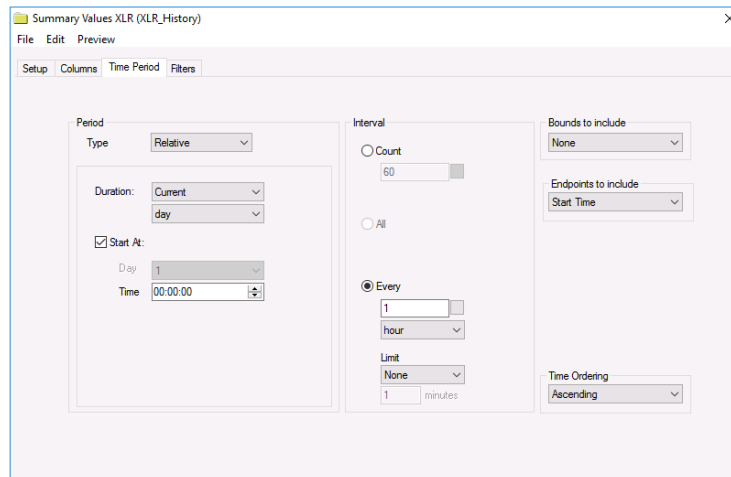 Summary Values XLR (XLR_History)
File Edit Preview
Setup Columns Time Period Filters
Period
Type Relative
Duration: Current
day
Start At:
Day 1
Time 00:00:00
Interval
Count
60
All
Every
1
hour
Limit
None
1 minutes
Bounds to include
None
Endpoints to include
Start Time
Time Ordering
Ascending